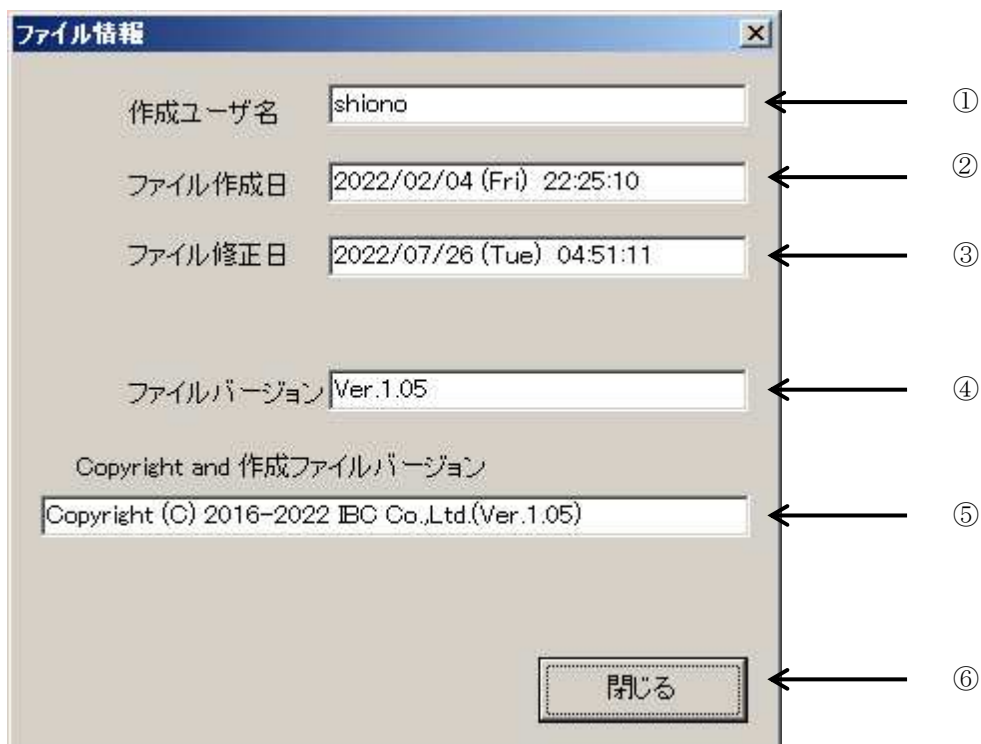 ファイル情報
作成ユーザ名 shiono ①
ファイル作成日 2022/02/04 (Fri) 22:25:10 ②
ファイル修正日 2022/07/26 (Tue) 04:51:11 ③
ファイルバージョン Ver.1.05 ④
Copyright and 作成ファイルバージョン
Copyright (C) 2016-2022 IBC Co.,Ltd.(Ver.1.05) ⑤
閉じる ⑥